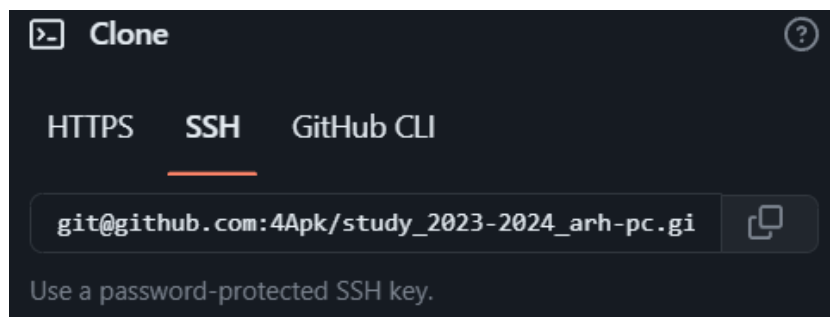 Clone
HTTPS SSH GitHub CLI
git@github.com:4Apk/study_2023-2024_arh-pc.gi
Use a password-protected SSH key.